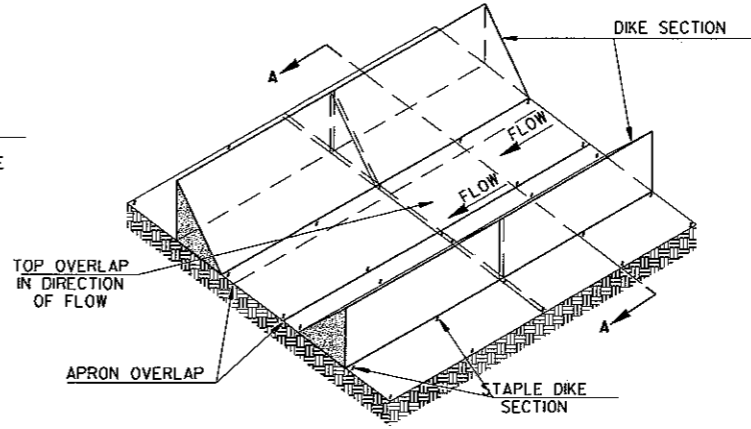 DIKE SECTION
A
FLOW
FLOW
E
TOP OVERLAP
IN DIRECTION
OF FLOW
A
APRON OVERLAP
STAPLE DIKE
SECTION